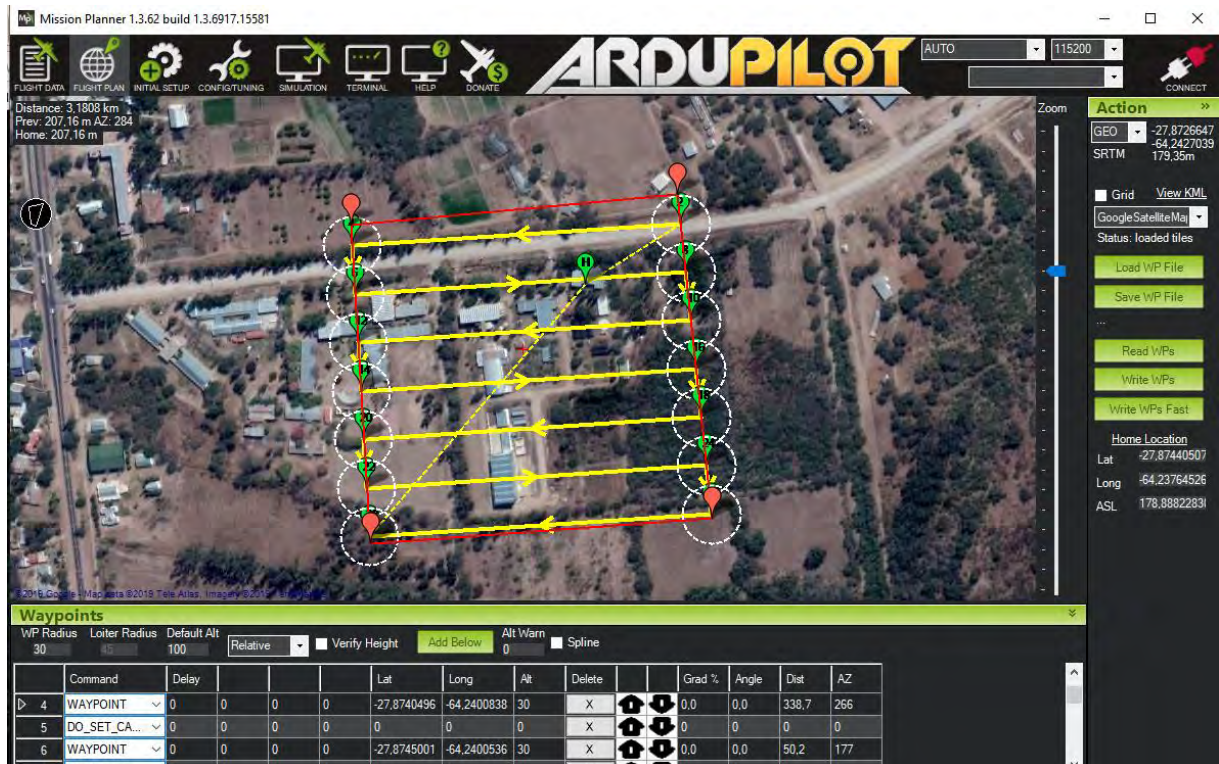 Mission Planner 1.3.62 build 1.3.6917.15581
FLIGHT DATA FLIGHT PLAN INITIAL SETUP CONFIG/TUNING SIMULATION TERMINAL HELP DONATE
ARDUPILOT
AUTO 115200
CONNECT
Distance: 3.1808 km
Prev: 207,16 m AZ: 284
Home: 207,16 m
H
Zoom
Action
GEO -27,8726647
-64,2427039
SRTM 179,35m
Grid View KML
GoogleSatelliteMap
Status: loaded tiles
Load WP File
Save WP File
...
Read WPs
Write WPs
Write WPs Fast
Home Location
Lat -27,87440507
Long -64,23764526
ASL 178,8882283
Waypoints
WP Radius Loiter Radius Default Alt
30 45 100 Relative Verify Height Add Below Alt Warn 0 Spline
Command Delay Lat Long Alt Delete Grad % Angle Dist AZ
4 WAYPOINT 0 0 0 0 -27,8740496 -64,2400838 30 X 0,0 0,0 338,7 266
5 DO_SET_CA... 0 0 0 0 0 0 0 X 0 0 0 0
6 WAYPOINT 0 0 0 0 -27,8745001 -64,2400536 30 X 0,0 0,0 50,2 177